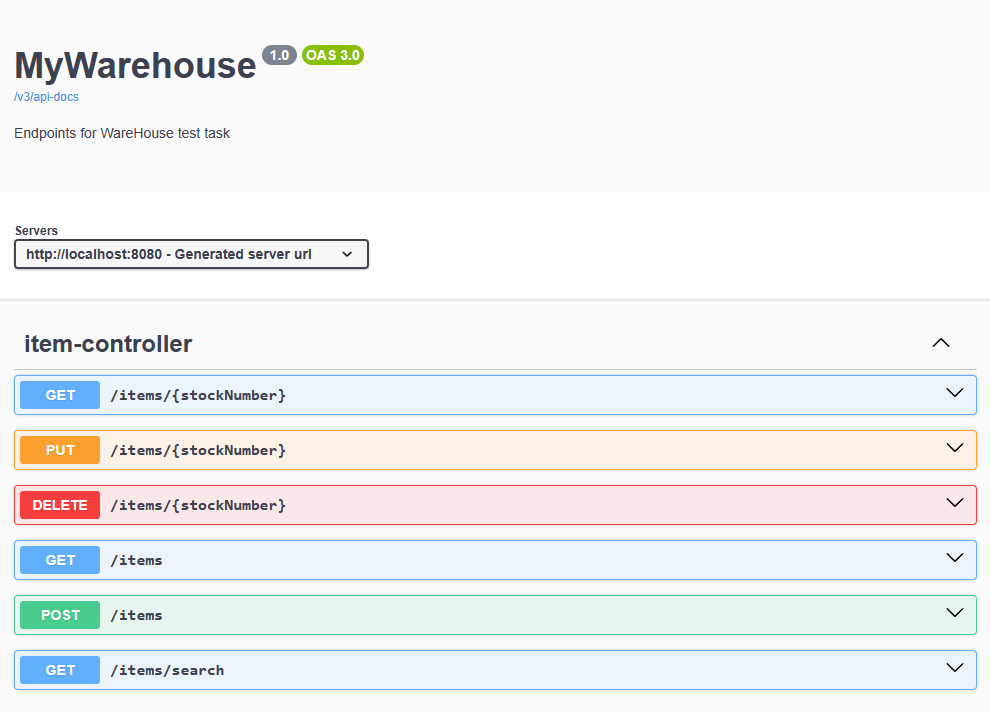 MyWarehouse 1.0 OAS 3.0
/v3/api-docs
Endpoints for WareHouse test task
Servers
http://localhost:8080 - Generated server url
item-controller
GET /items/{stockNumber}
PUT /items/{stockNumber}
DELETE /items/{stockNumber}
GET /items
POST /items
GET /items/search